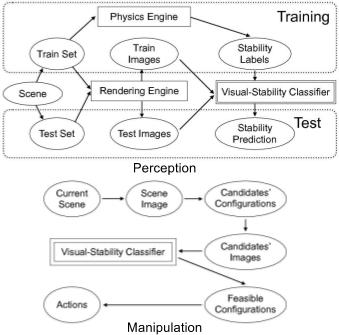 Physics Engine
Training
Train Set
Train
Images
Stability
Labels
Scene
Rendering Engine
Visual-Stability Classifier
Test Set
Test Images
Stability
Prediction
Test
Perception
Current
Scene
Scene
Image
Candidates'
Configurations
Visual-Stability Classifier
Candidates'
Images
Actions
Feasible
Configurations
Manipulation